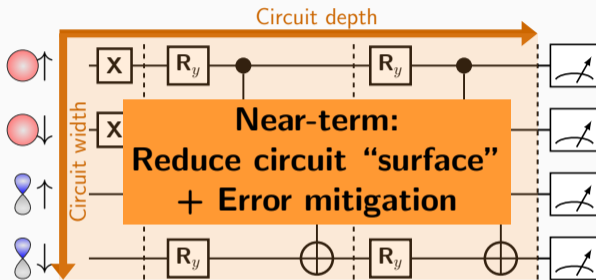 Circuit depth
Circuit width
X R_y R_y
X
Near-term:
Reduce circuit “surface”
+ Error mitigation
R_y R_y